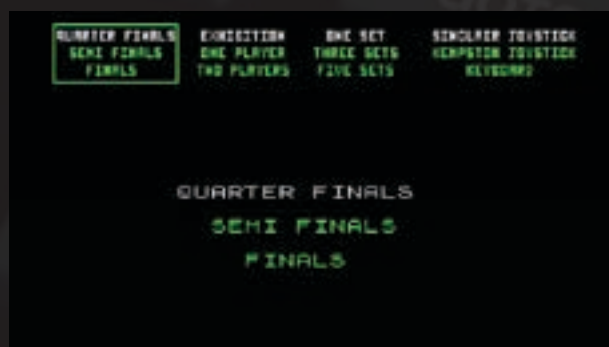 QUARTER FINALS
SEMI FINALS
FINALS
EXHIBITION
ONE PLAYER
TWO PLAYERS
ONE SET
THREE SETS
FIVE SETS
SINCLAIR JOYSTICK
KEMPSTON JOYSTICK
KEYBOARD
QUARTER FINALS
SEMI FINALS
FINALS